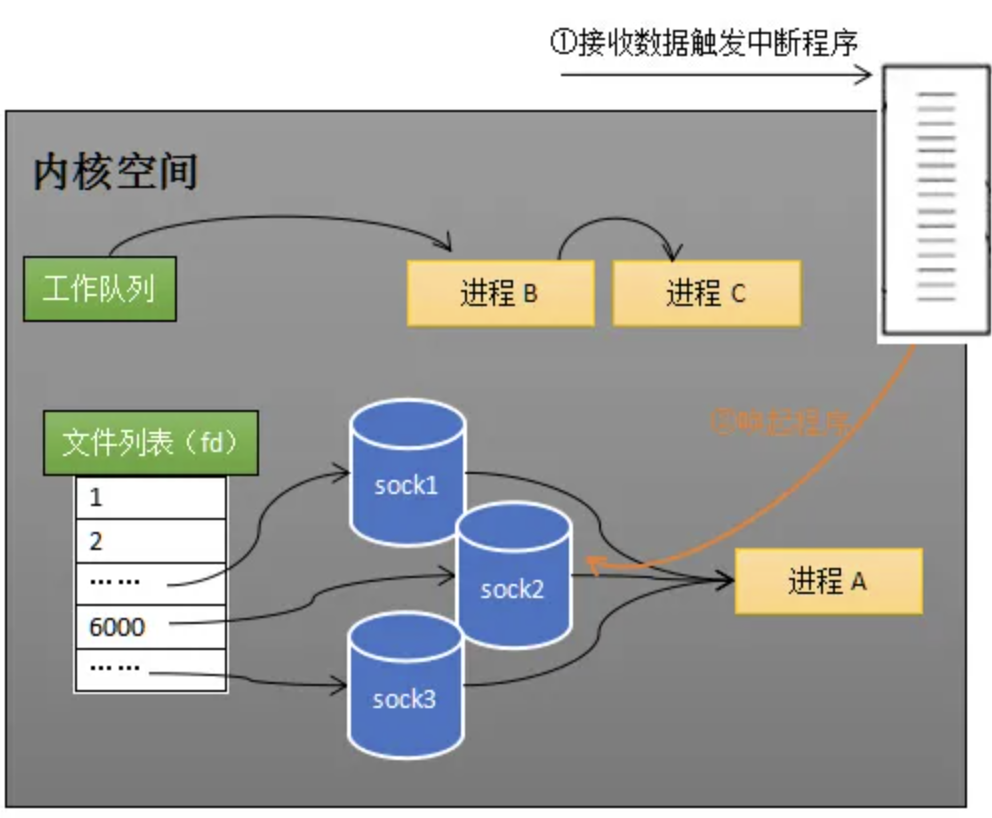 ①接收数据触发中断程序
内核空间
工作队列
进程 B
进程 C
②唤起程序
文件列表（fd）
1
2
……
6000
……
sock1
sock2
sock3
进程 A